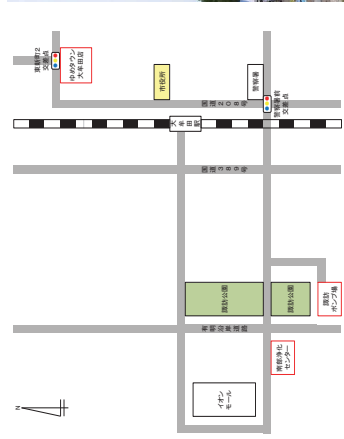 東新町2
交差点
ゆめタウン
大牟田店
市役所
警察署
国道208号
警察署前
交差点
大牟田駅
国道389号
諏訪公園
諏訪公園
諏訪
ポンプ場
有明沿岸道路
南部浄化
センター
イオン
モール
N